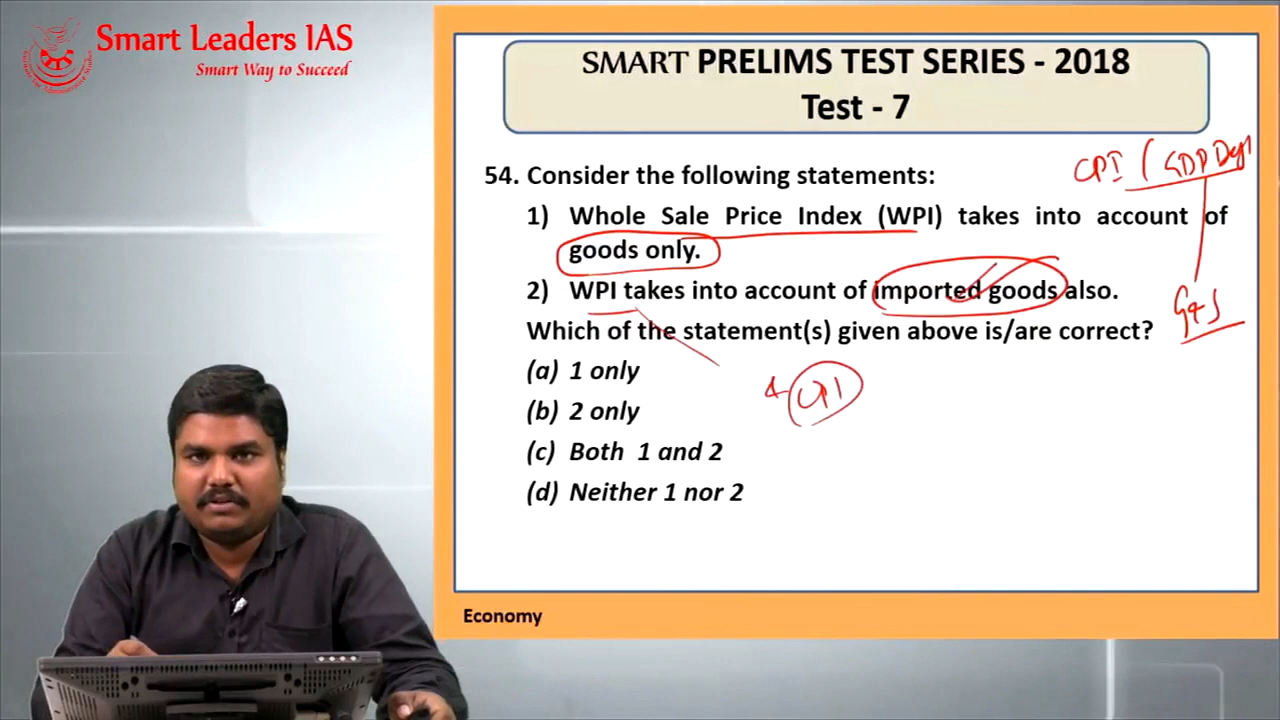 Smart Leaders IAS
Smart Way to Succeed
SMART PRELIMS TEST SERIES - 2018
Test - 7
CPI (GDP
54. Consider the following statements:
1) Whole Sale Price Index (WPI) takes into account of
goods only.
2) WPI takes into account of imported goods also.
G & S
Which of the statement(s) given above is/are correct?
(a) 1 only
& CPI
(b) 2 only
(c) Both 1 and 2
(d) Neither 1 nor 2
Economy